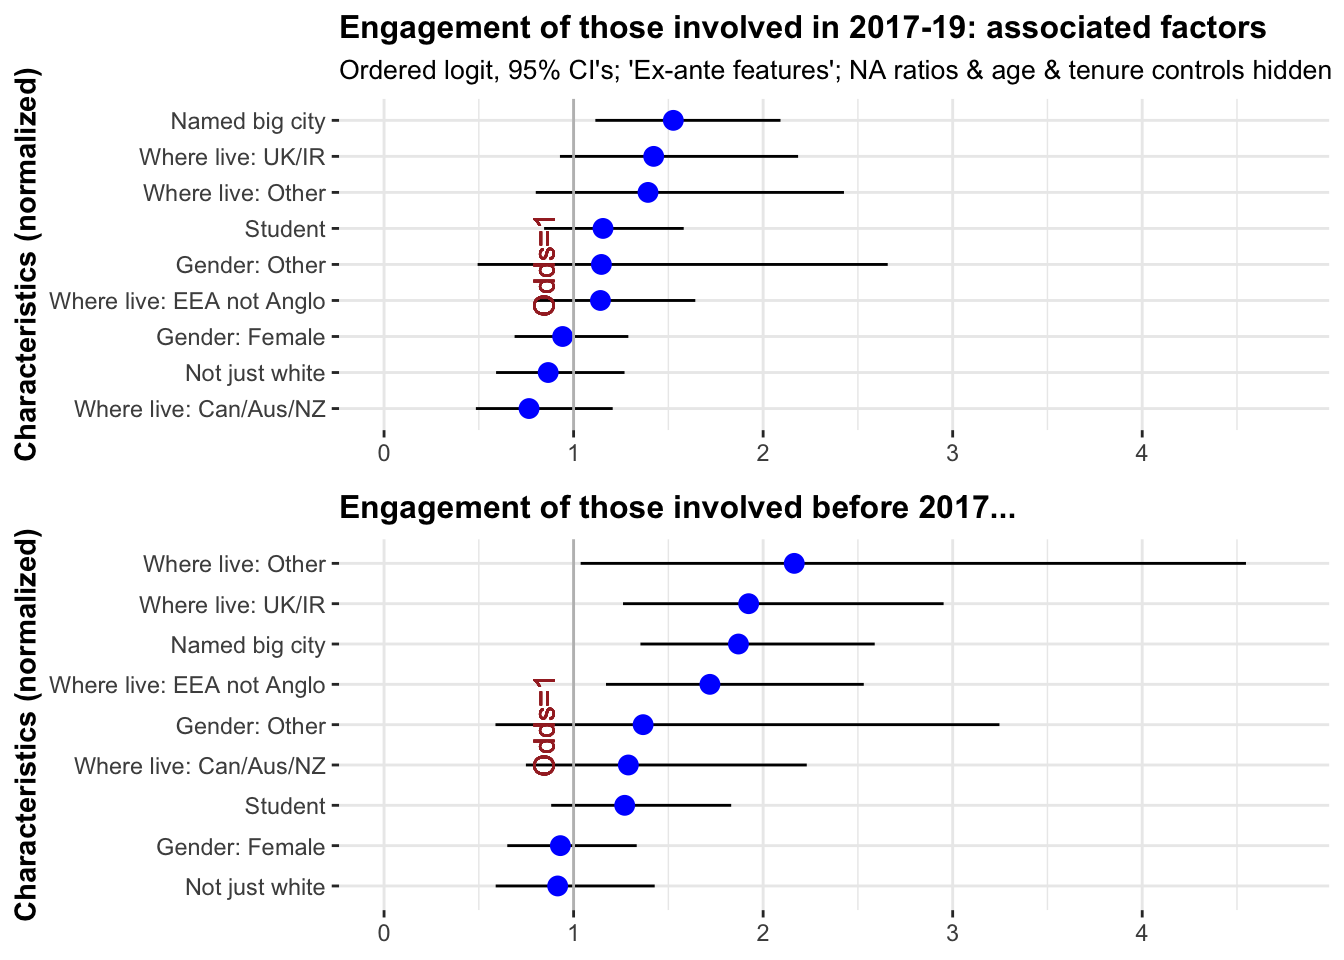 Engagement of those involved in 2017-19: associated factors
Ordered logit, 95% CI's; 'Ex-ante features'; NA ratios & age & tenure controls hidden
Characteristics (normalized)
Named big city
Where live: UK/IR
Where live: Other
Student
Gender: Other
Where live: EEA not Anglo
Gender: Female
Not just white
Where live: Can/Aus/NZ
Odds=1
0 1 2 3 4
Engagement of those involved before 2017...
Characteristics (normalized)
Where live: Other
Where live: UK/IR
Named big city
Where live: EEA not Anglo
Gender: Other
Where live: Can/Aus/NZ
Student
Gender: Female
Not just white
Odds=1
0 1 2 3 4